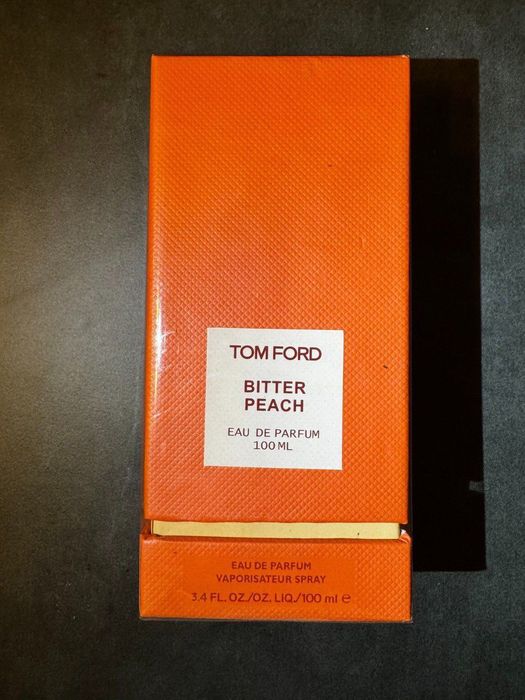 TOM FORD
BITTER
PEACH
EAU DE PARFUM
100 ML
EAU DE PARFUM
VAPORISATEUR SPRAY
3.4 FL. OZ./OZ. LIQ./100 ml ℮